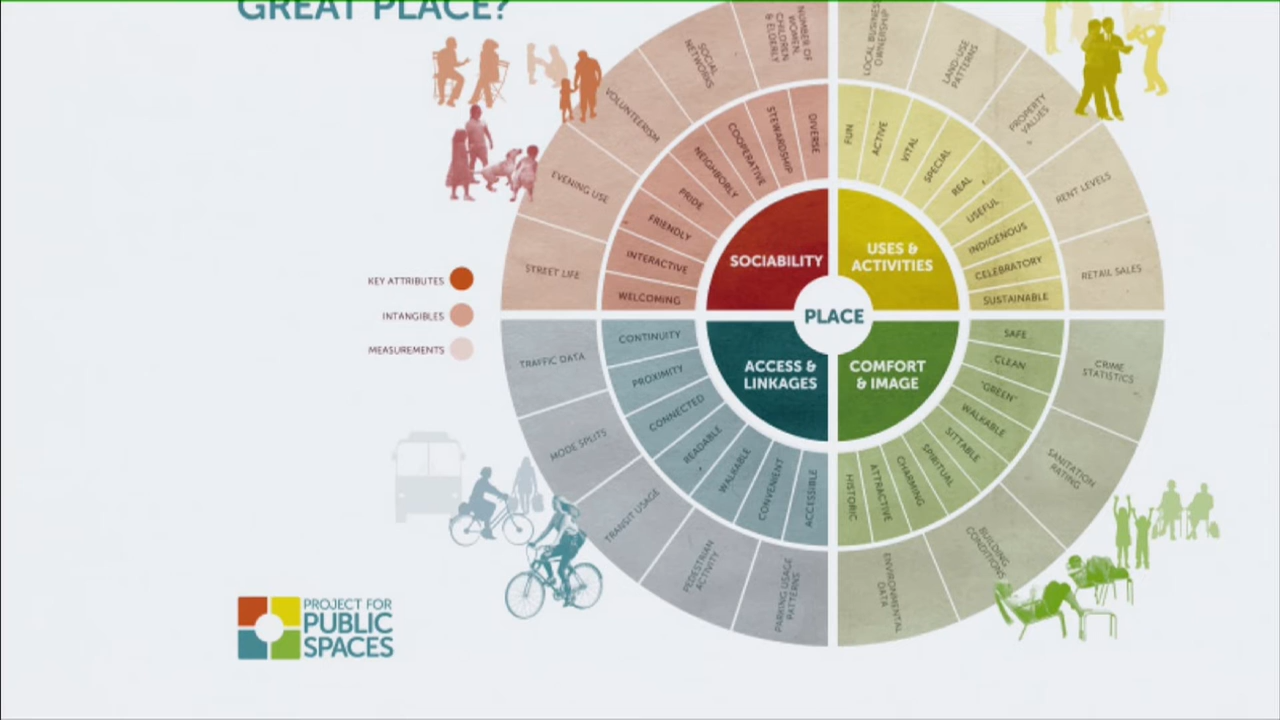 GREAT PLACE?
KEY ATTRIBUTES
INTANGIBLES
MEASUREMENTS
PLACE
SOCIABILITY
USES &
ACTIVITIES
ACCESS &
LINKAGES
COMFORT
& IMAGE
WELCOMING
INTERACTIVE
FRIENDLY
PRIDE
NEIGHBORLY
COOPERATIVE
STEWARDSHIP
DIVERSE
FUN
ACTIVE
VITAL
SPECIAL
REAL
USEFUL
INDIGENOUS
CELEBRATORY
SUSTAINABLE
SAFE
CLEAN
"GREEN"
WALKABLE
SITTABLE
SPIRITUAL
CHARMING
ATTRACTIVE
HISTORIC
ACCESSIBLE
CONVENIENT
WALKABLE
READABLE
CONNECTED
PROXIMITY
CONTINUITY
STREET LIFE
EVENING USE
VOLUNTEERISM
SOCIAL
NETWORKS
NUMBER OF
WOMEN,
CHILDREN
& ELDERLY
LOCAL BUSINESS
OWNERSHIP
LAND-USE
PATTERNS
PROPERTY
VALUES
RENT LEVELS
RETAIL SALES
CRIME
STATISTICS
SANITATION
RATING
BUILDING
CONDITIONS
ENVIRONMENTAL
DATA
PARKING USAGE
PATTERNS
PEDESTRIAN
ACTIVITY
TRANSIT USAGE
MODE SPLITS
TRAFFIC DATA
PROJECT FOR
PUBLIC
SPACES